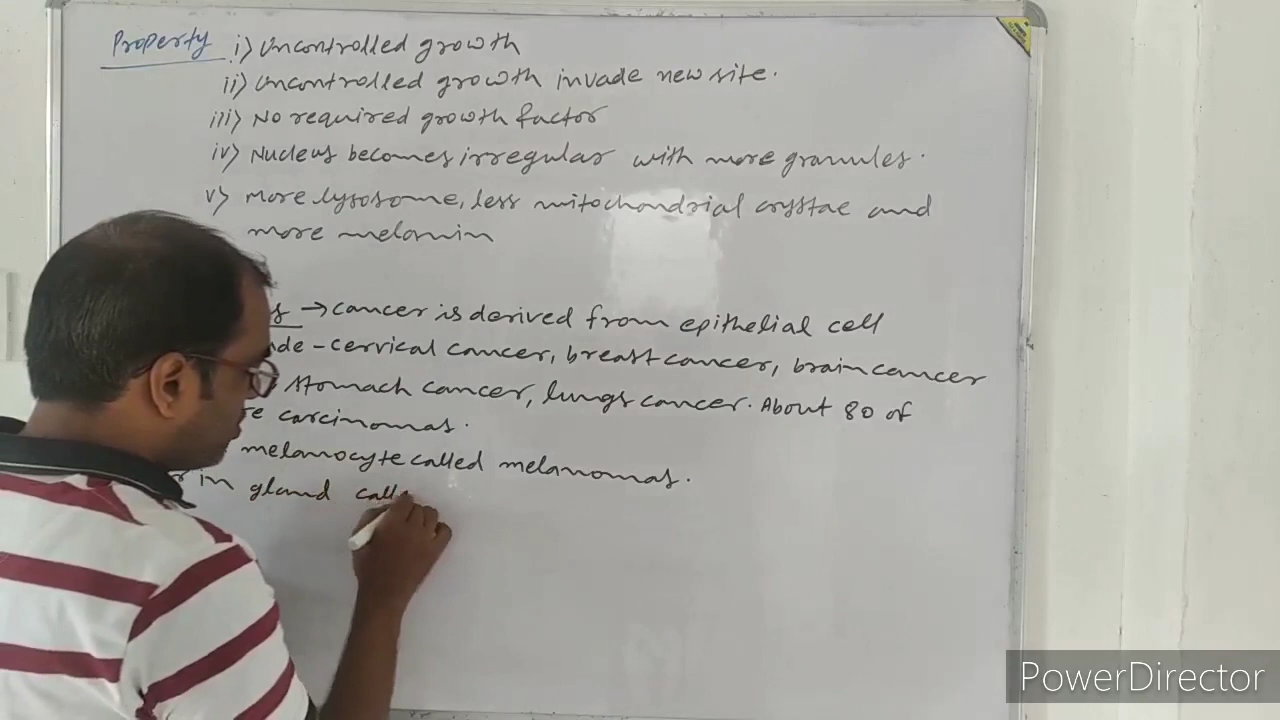 Property i) Uncontrolled growth
ii) Uncontrolled growth invade new site.
iii) No required growth factor
iv) Nucleus becomes irregular with more granules.
v) More lysosome, less mitochondrial crystae and
more melanin
→ cancer is derived from epithelial cell
- cervical cancer, breast cancer, brain cancer
stomach cancer, lungs cancer. About 80 of
carcinomas.
melanocyte called melanomas.
in gland call
PowerDirector